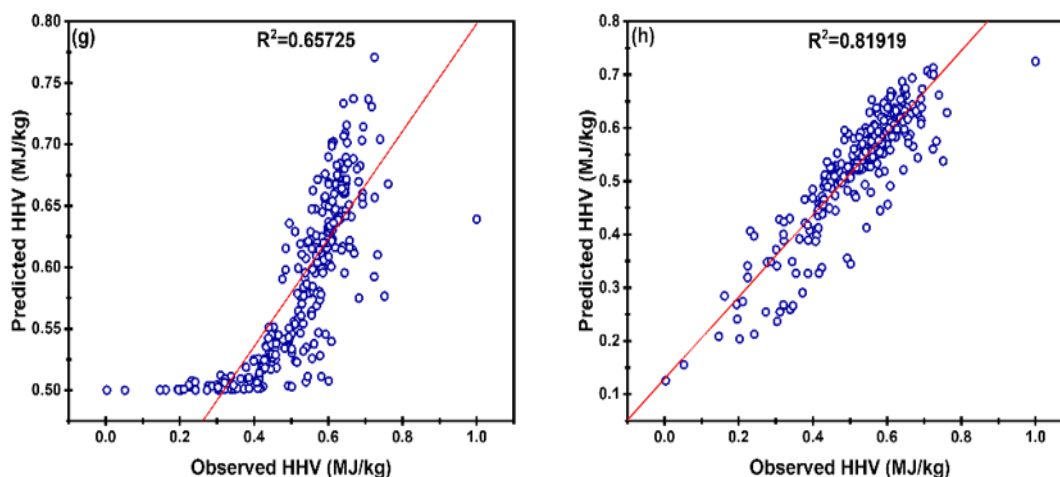 (g)
R²=0.65725
0.80
0.75
0.70
0.65
0.60
0.55
0.50
Predicted HHV (MJ/kg)
0.0 0.2 0.4 0.6 0.8 1.0
Observed HHV (MJ/kg)
(h)
R²=0.81919
0.8
0.7
0.6
0.5
0.4
0.3
0.2
0.1
Predicted HHV (MJ/kg)
0.0 0.2 0.4 0.6 0.8 1.0
Observed HHV (MJ/kg)